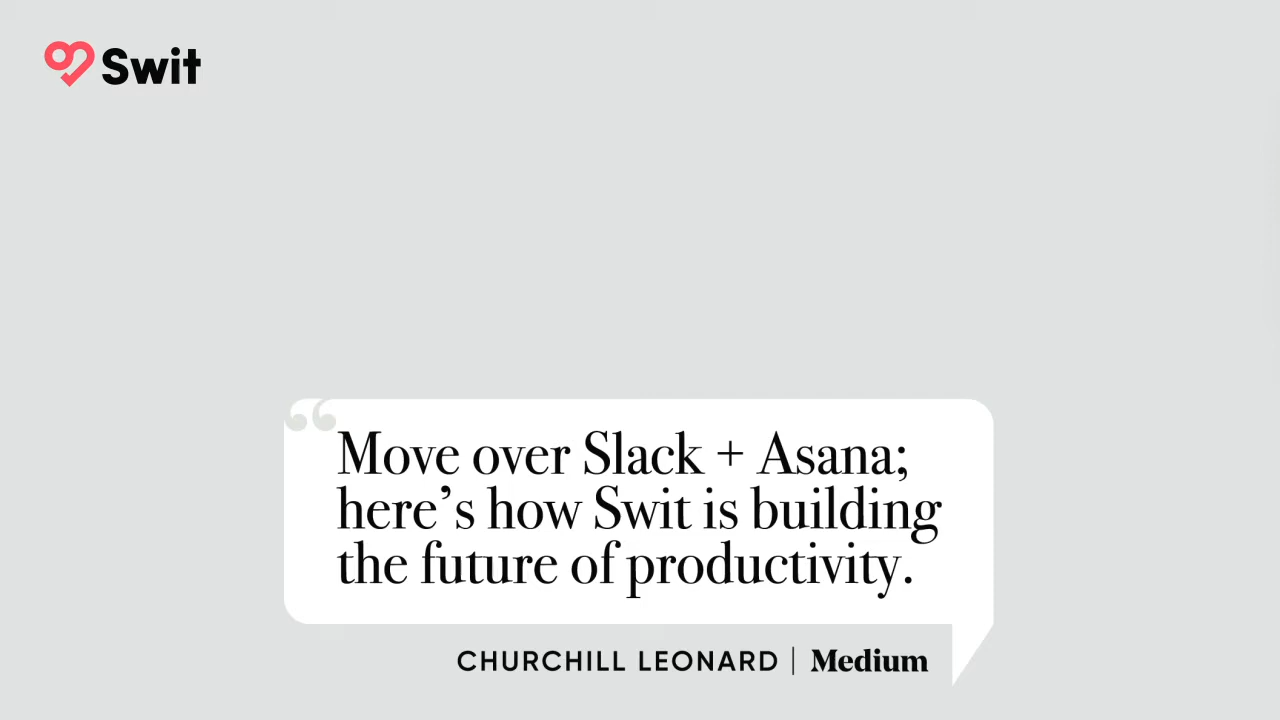 Swit
“Move over Slack + Asana;
here’s how Swit is building
the future of productivity.
CHURCHILL LEONARD | Medium